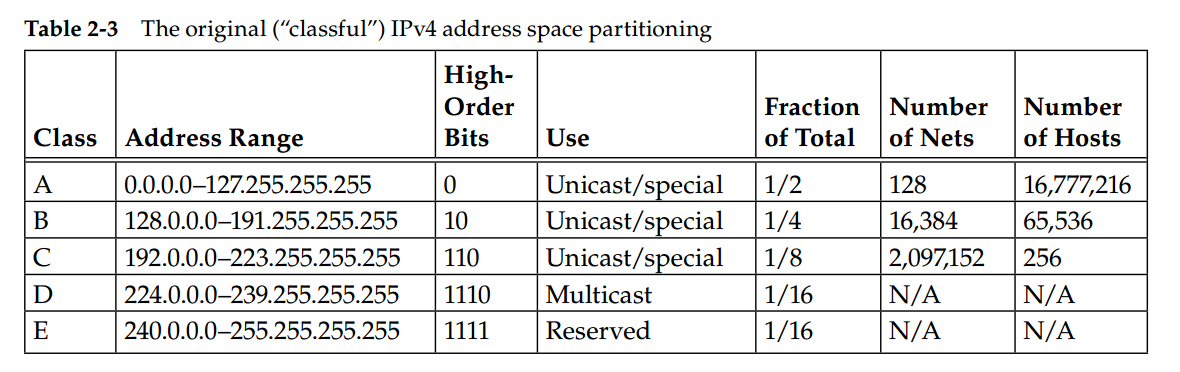 Table 2-3 The original (“classful”) IPv4 address space partitioning
High-
Order Fraction Number Number
Class Address Range Bits Use of Total of Nets of Hosts
A 0.0.0.0–127.255.255.255 0 Unicast/special 1/2 128 16,777,216
B 128.0.0.0–191.255.255.255 10 Unicast/special 1/4 16,384 65,536
C 192.0.0.0–223.255.255.255 110 Unicast/special 1/8 2,097,152 256
D 224.0.0.0–239.255.255.255 1110 Multicast 1/16 N/A N/A
E 240.0.0.0–255.255.255.255 1111 Reserved 1/16 N/A N/A